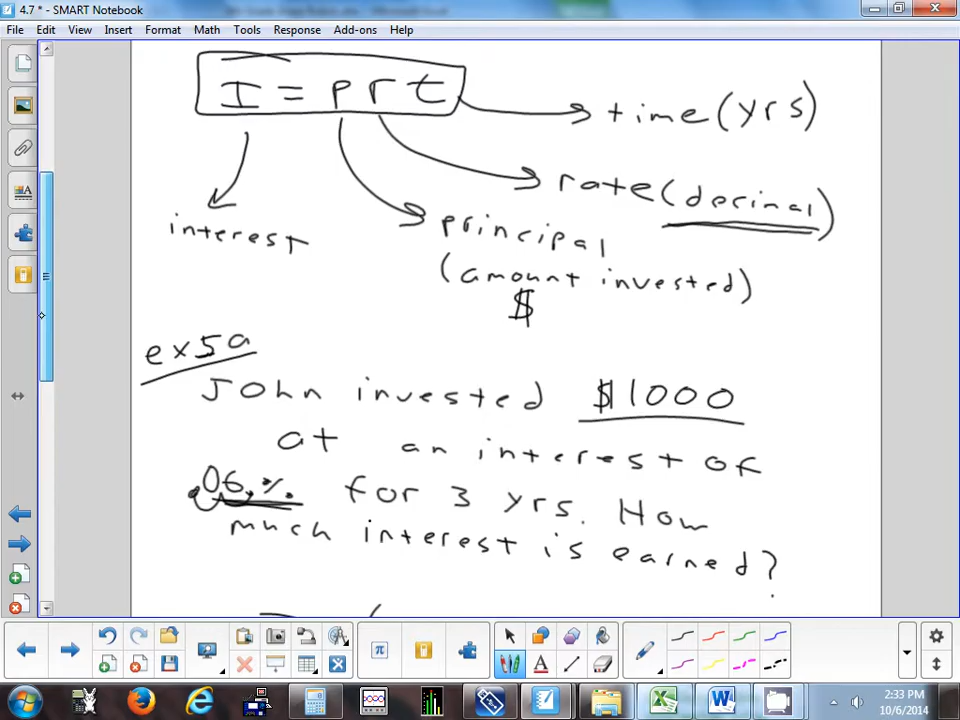 4.7 * - SMART Notebook
File Edit View Insert Format Math Tools Response Add-ons Help
I = prt
time (yrs)
rate (decimal)
interest
principal
(amount invested)
$
ex5a
John invested $1000
at an interest of
.06.% for 3 yrs. How
much interest is earned?
2:33 PM
10/6/2014